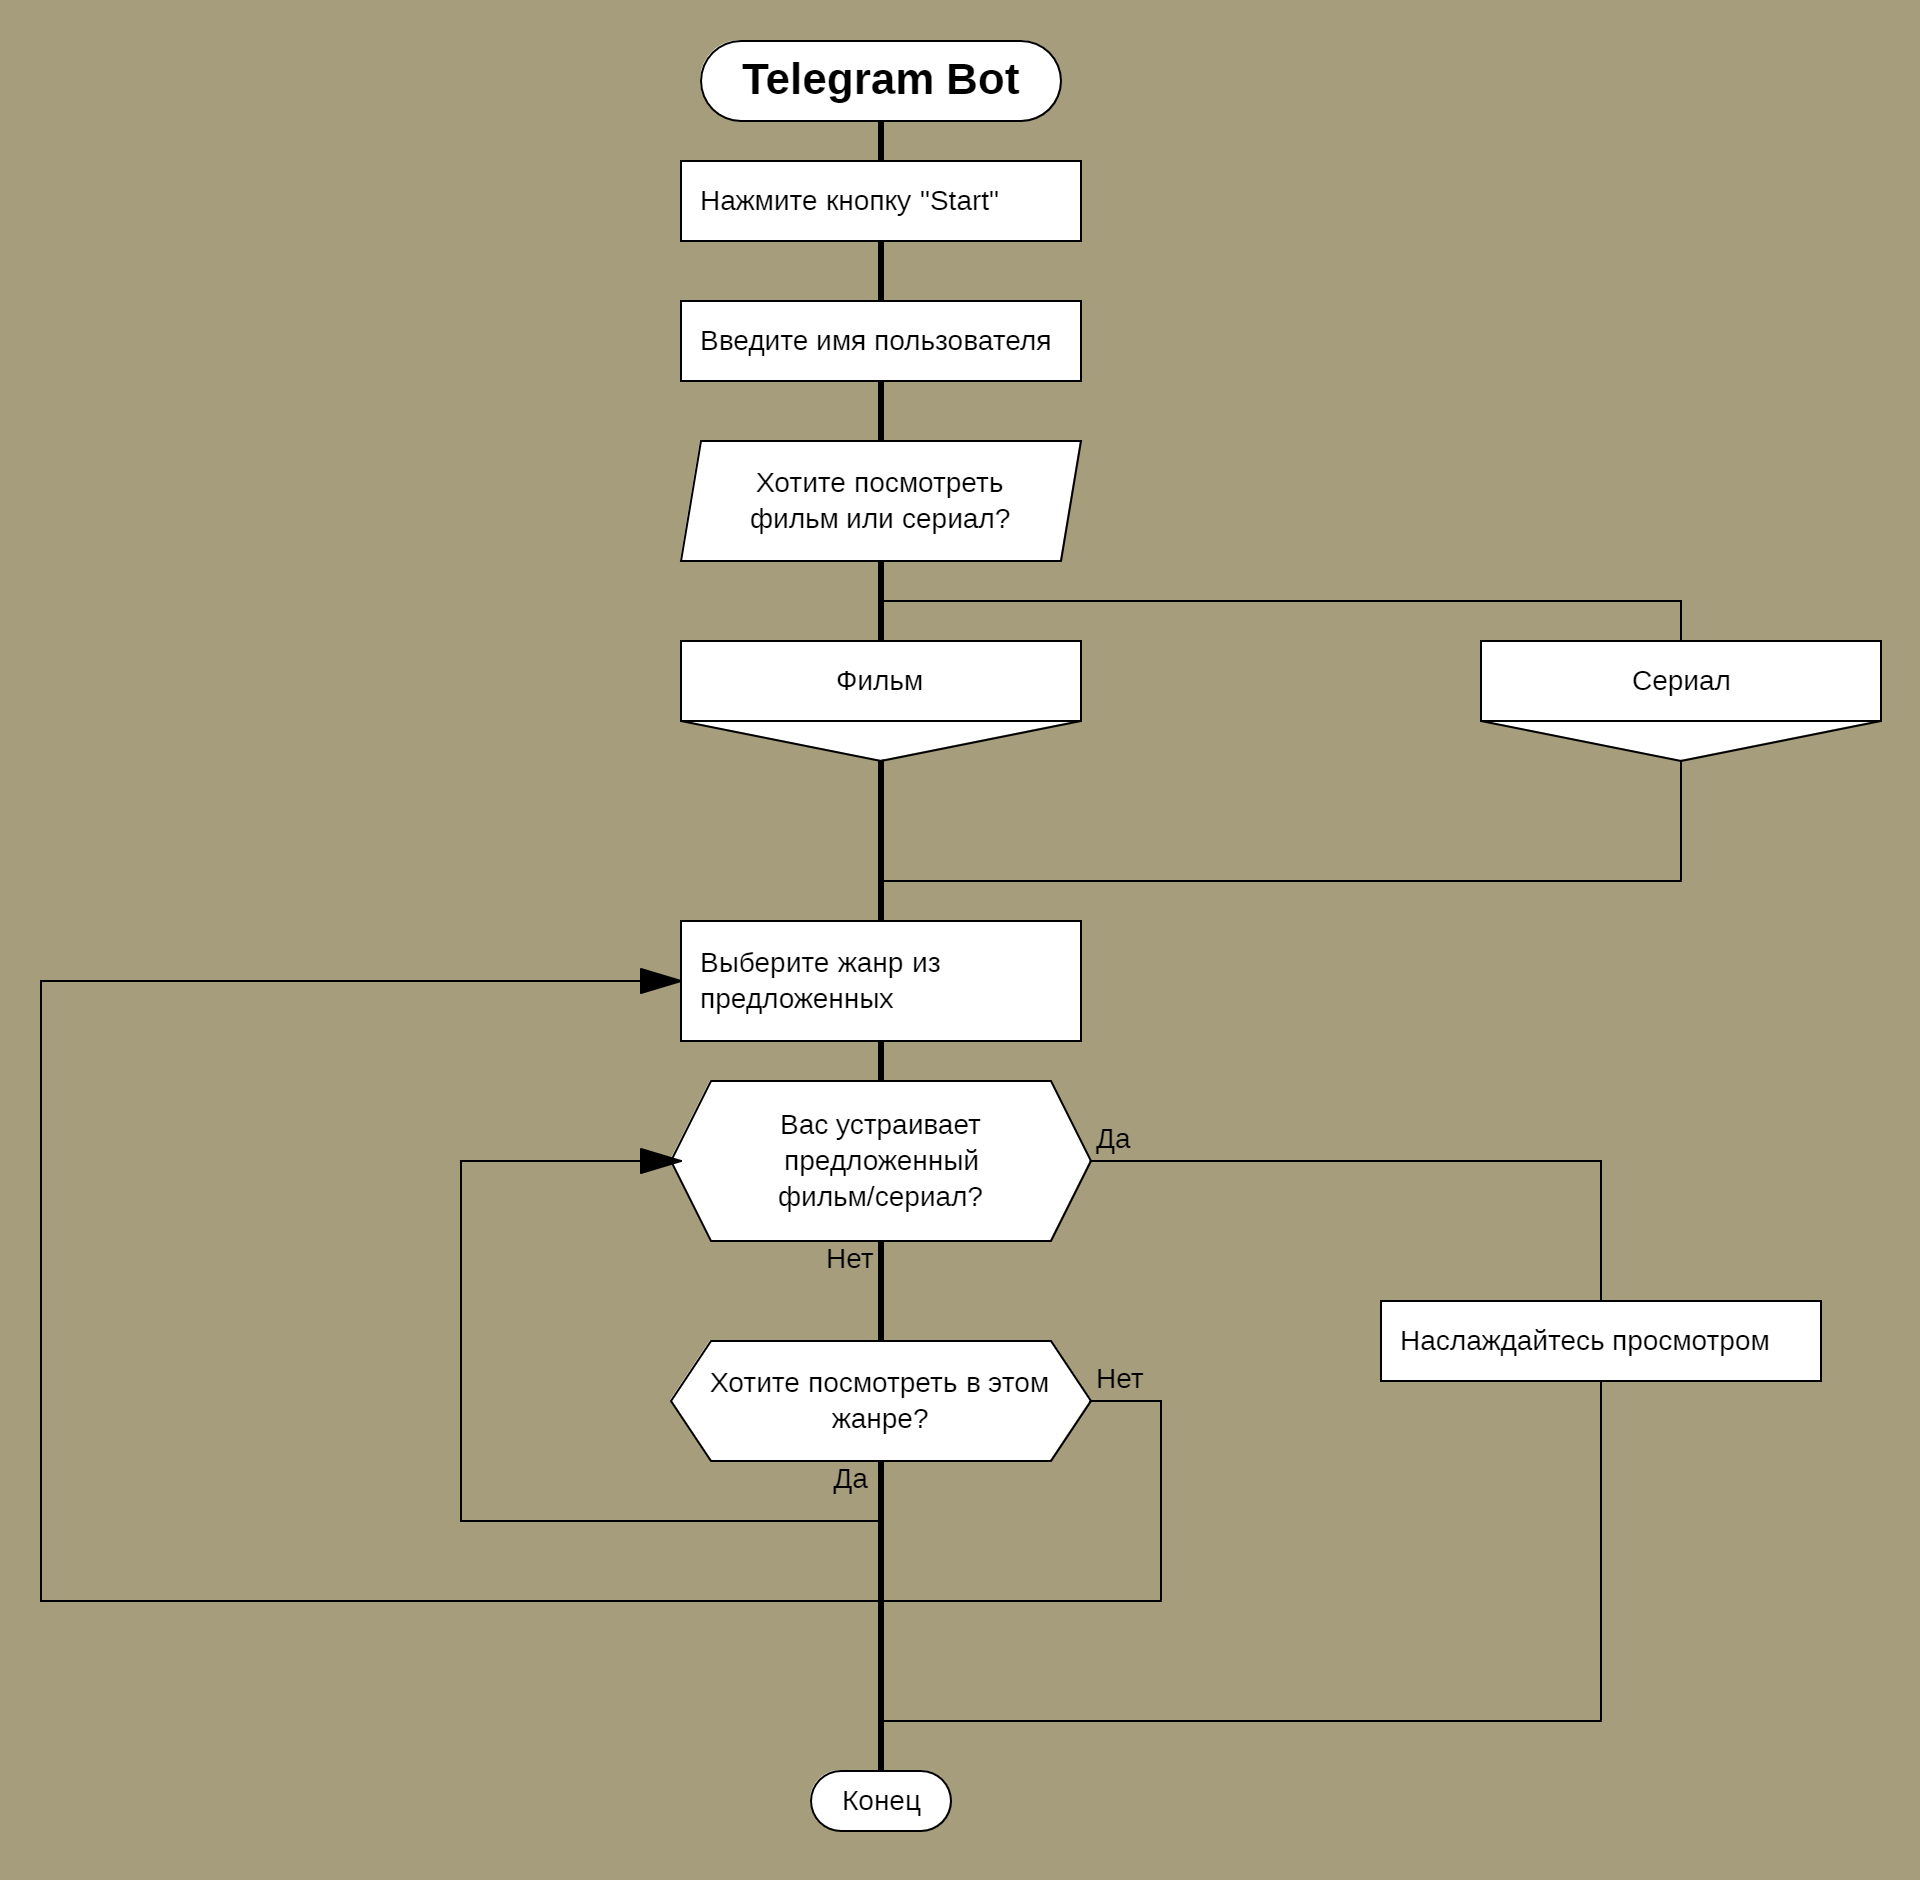 Telegram Bot
Нажмите кнопку "Start"
Введите имя пользователя
Хотите посмотреть
фильм или сериал?
Фильм
Сериал
Выберите жанр из
предложенных
Вас устраивает
предложенный
фильм/сериал?
Да
Нет
Наслаждайтесь просмотром
Хотите посмотреть в этом
жанре?
Нет
Да
Конец